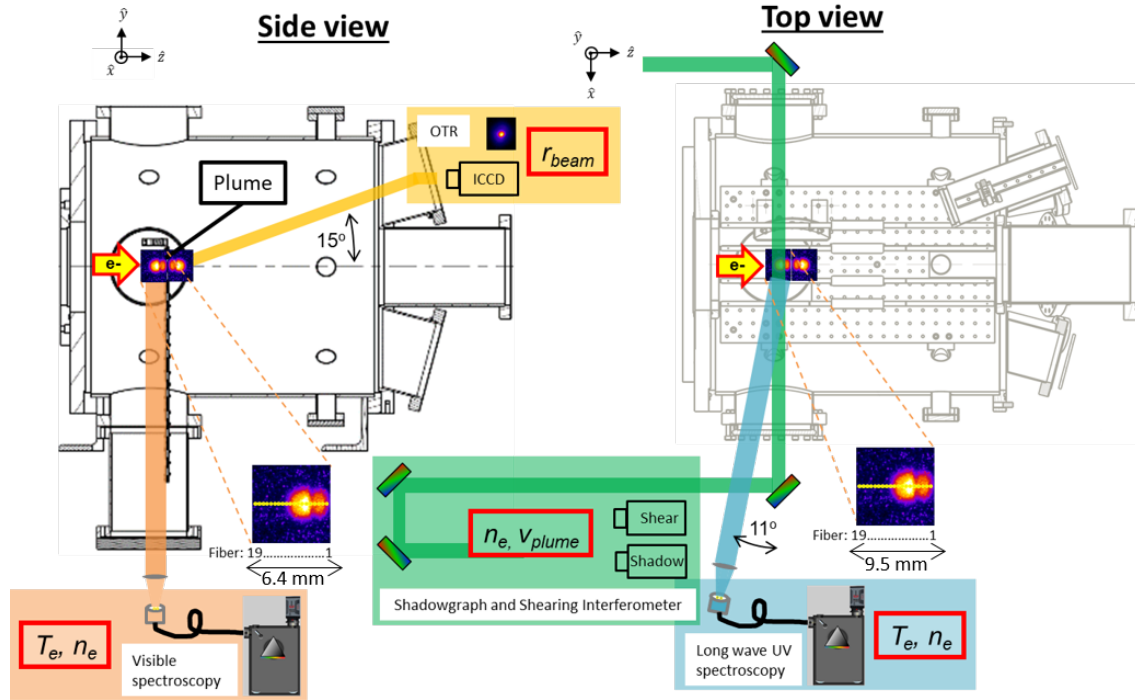 Side view
Top view
ŷ
ẑ
x̂
ŷ
ẑ
x̂
OTR
r_beam
ICCD
Plume
15°
e-
e-
Fiber: 19................1
6.4 mm
Fiber: 19................1
9.5 mm
11°
n_e, v_plume
Shear
Shadow
Shadowgraph and Shearing Interferometer
T_e, n_e
Visible
spectroscopy
Long wave UV
spectroscopy
T_e, n_e